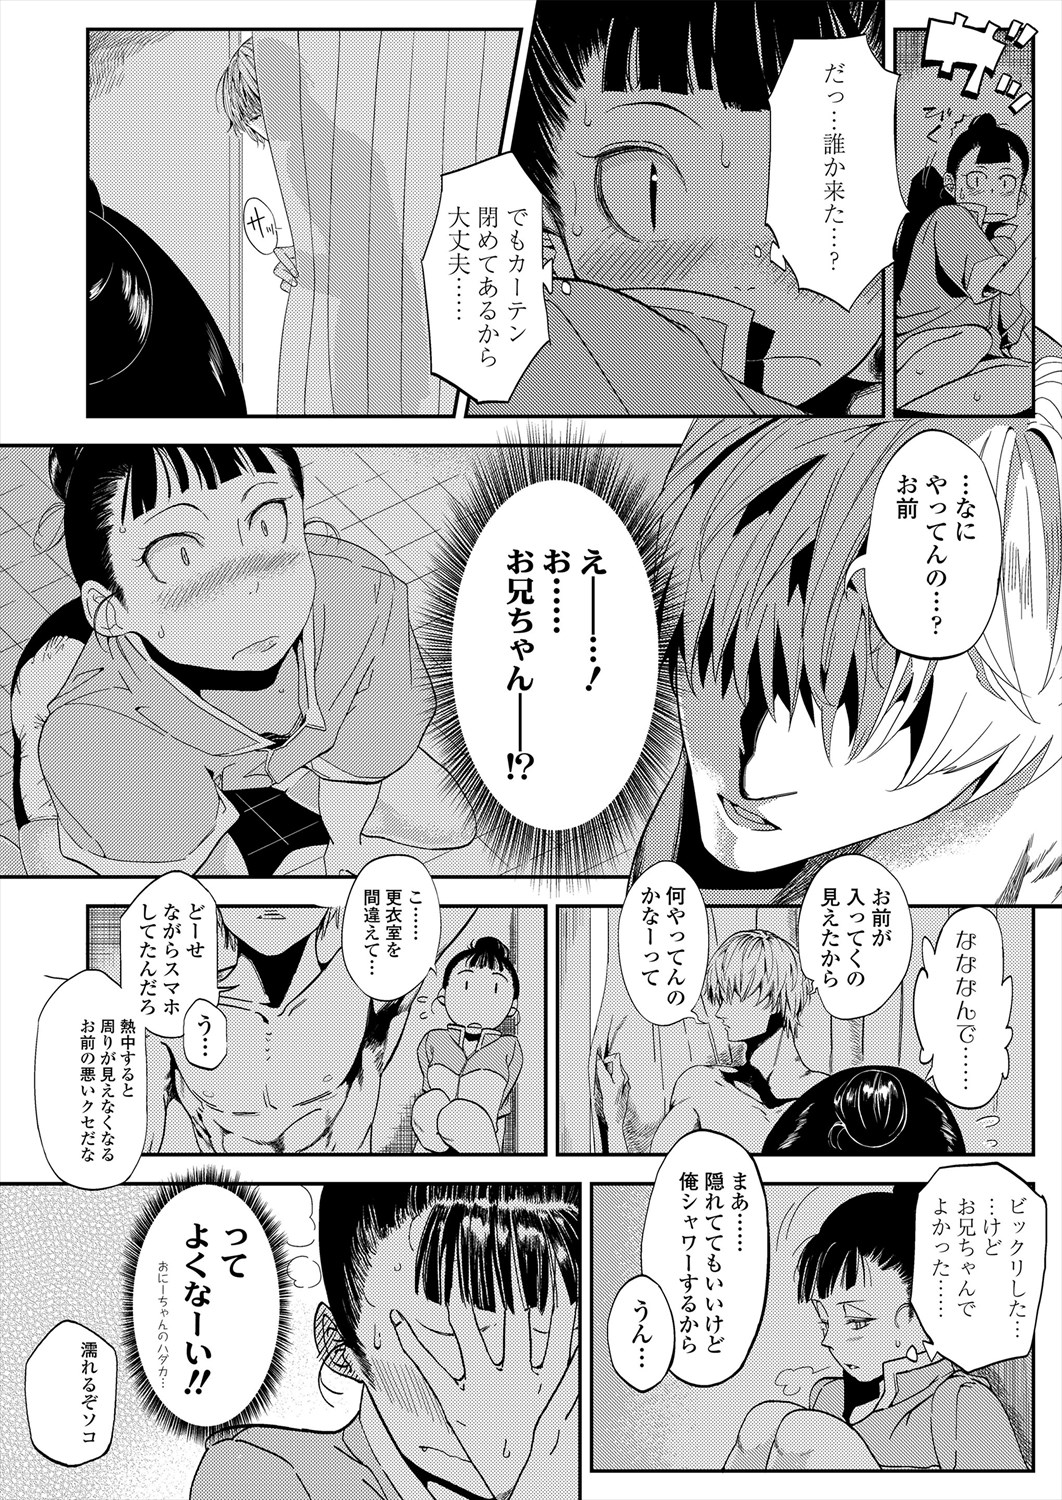 ザッ
びく
だっ…誰か来た…?
でもカーテン
閉めてあるから
大丈夫……
サッ
…なに
やってんの…?
お前
え――…!
お……
お兄ちゃん――!?
なななんで……
お前が
入ってくの
見えたから
何やってんの
かなーって
こ……
更衣室を
間違えて…
どーせ
ながらスマホ
してたんだろ
う…
熱中すると
周りが見えなくなる
お前の悪いクセだな
ビックリした…
…けど
お兄ちゃんで
よかった……
まあ……
隠れててもいいけど
俺シャワーするから
うん…
って
よくなーい!!
おにーちゃんのハダカ…
濡れるぞソコ